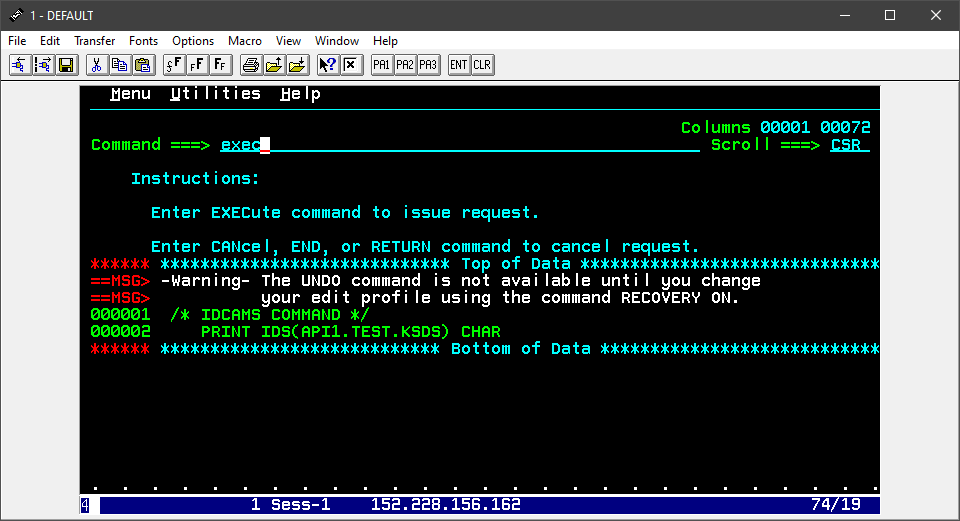 1 - DEFAULT
File Edit Transfer Fonts Options Macro View Window Help
PA1 PA2 PA3 ENT CLR
Menu Utilities Help
Columns 00001 00072
Command ===> exec Scroll ===> CSR
Instructions:
Enter EXECute command to issue request.
Enter CANcel, END, or RETURN command to cancel request.
****** ***************************** Top of Data ******************************
==MSG> -Warning- The UNDO command is not available until you change
==MSG> your edit profile using the command RECOVERY ON.
000001 /* IDCAMS COMMAND */
000002 PRINT IDS(API1.TEST.KSDS) CHAR
****** **************************** Bottom of Data ****************************
. . . . . . . . . . . . . . . . . . . .
4 1 Sess-1 152.228.156.162 74/19